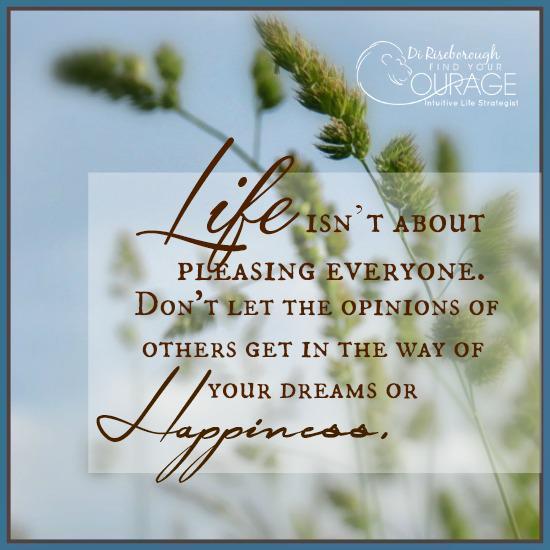 Di Riseborough
FIND YOUR
COURAGE
Intuitive Life Strategist
Life isn't about
pleasing everyone.
Don't let the opinions of
others get in the way of
your dreams or
Happiness.